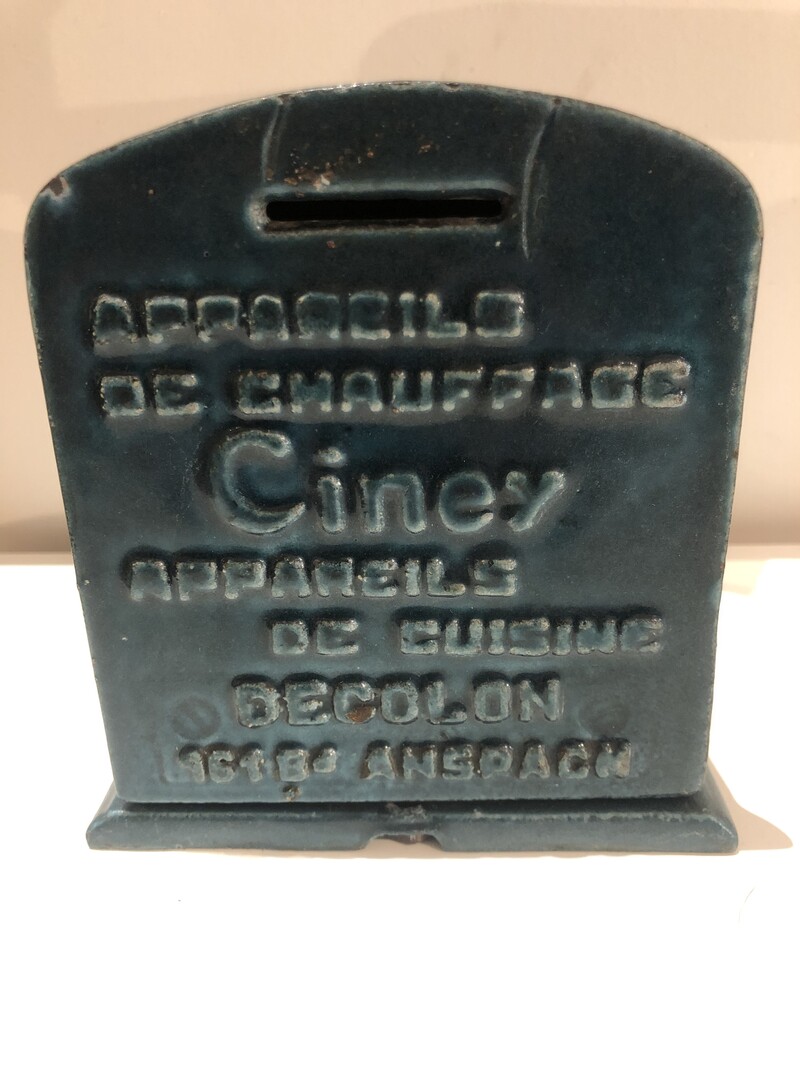 APPAREILS
DE CHAUFFAGE
Ciney
APPAREILS
DE CUISINE
DECOLON
161 Bd ANSPACH